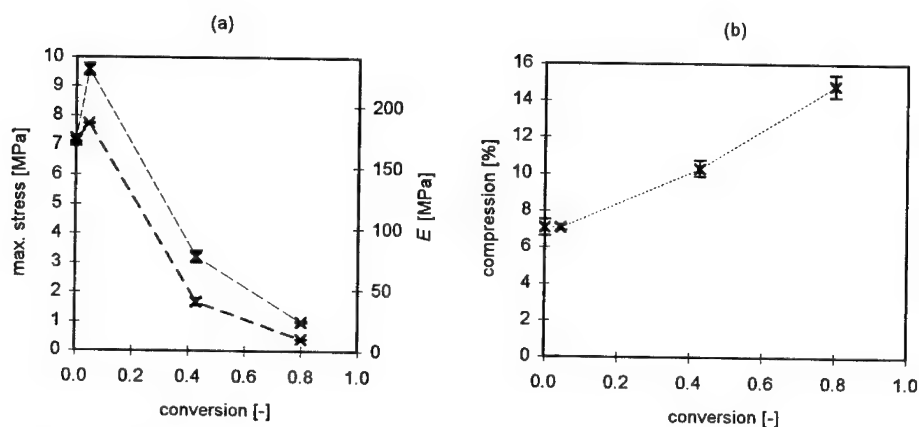 (a)
10
9
8
7
6
5
4
3
2
1
0
max. stress [MPa]
200
150
100
50
0
E [MPa]
0.0 0.2 0.4 0.6 0.8 1.0
conversion [-]
(b)
16
14
12
10
8
6
4
2
0
compression [%]
0.0 0.2 0.4 0.6 0.8 1.0
conversion [-]